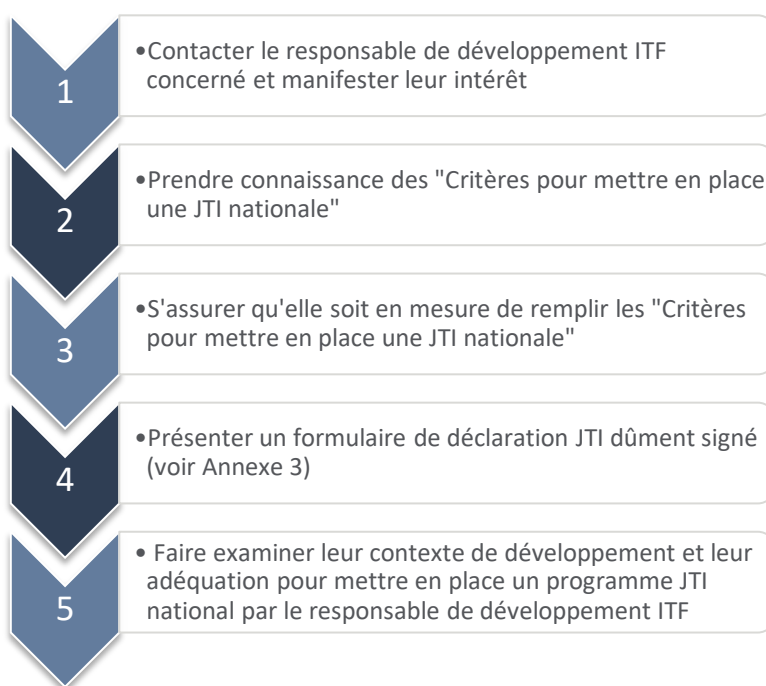 1
•Contacter le responsable de développement ITF
concerné et manifester leur intérêt
2
•Prendre connaissance des "Critères pour mettre en place
une JTI nationale"
3
•S'assurer qu'elle soit en mesure de remplir les "Critères
pour mettre en place une JTI nationale"
4
•Présenter un formulaire de déclaration JTI dûment signé
(voir Annexe 3)
5
• Faire examiner leur contexte de développement et leur
adéquation pour mettre en place un programme JTI
national par le responsable de développement ITF